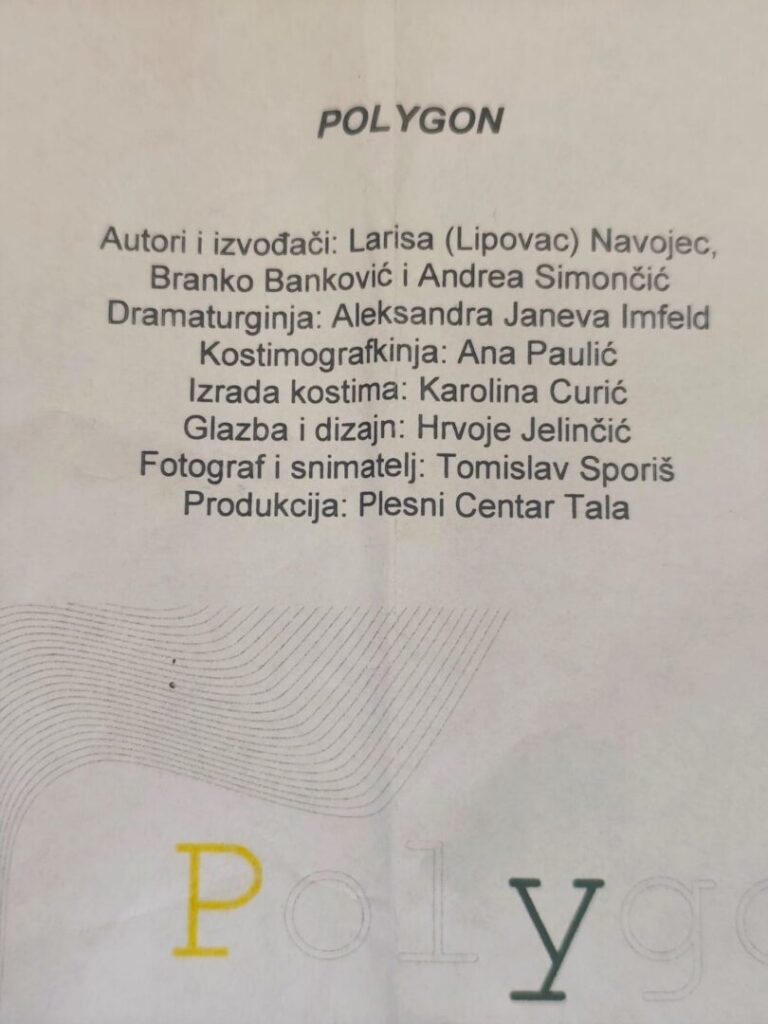 POLYGON
Autori i izvođači: Larisa (Lipovac) Navojec,
Branko Banković i Andrea Simončić
Dramaturginja: Aleksandra Janeva Imfeld
Kostimografkinja: Ana Paulić
Izrada kostima: Karolina Curić
Glazba i dizajn: Hrvoje Jelinčić
Fotograf i snimatelj: Tomislav Sporiš
Produkcija: Plesni Centar Tala
Polygo